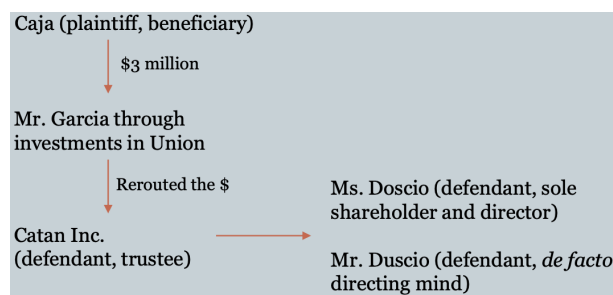 Caja (plaintiff, beneficiary)
$3 million
Mr. Garcia through
investments in Union
Rerouted the $
Catan Inc.
(defendant, trustee)
Ms. Doscio (defendant, sole
shareholder and director)
Mr. Duscio (defendant, de facto
directing mind)